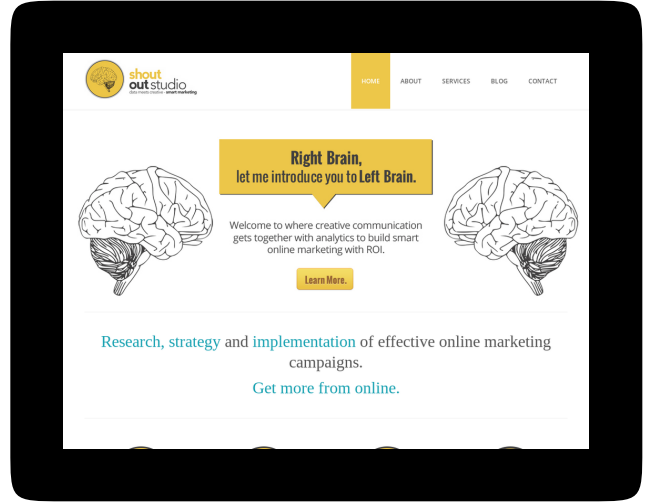 shout
out studio
data meets creative - smart marketing
HOME ABOUT SERVICES BLOG CONTACT
Right Brain,
let me introduce you to Left Brain.
Welcome to where creative communication
gets together with analytics to build smart
online marketing with ROI.
Learn More.
Research, strategy and implementation of effective online marketing
campaigns.
Get more from online.